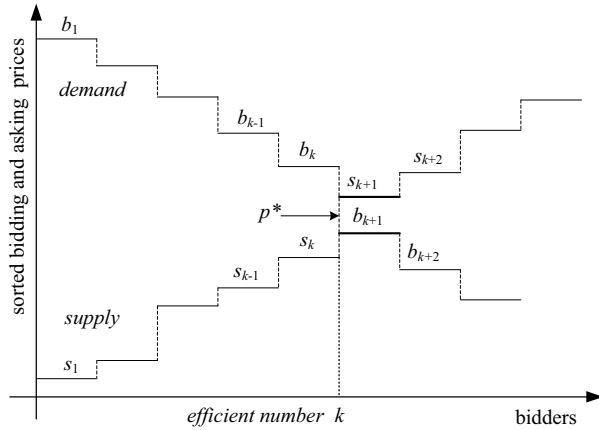 b1
demand
bk-1
bk
sk+1
sk+2
p*
bk+1
sk
bk+2
sk-1
supply
s1
sorted bidding and asking prices
efficient number k
bidders